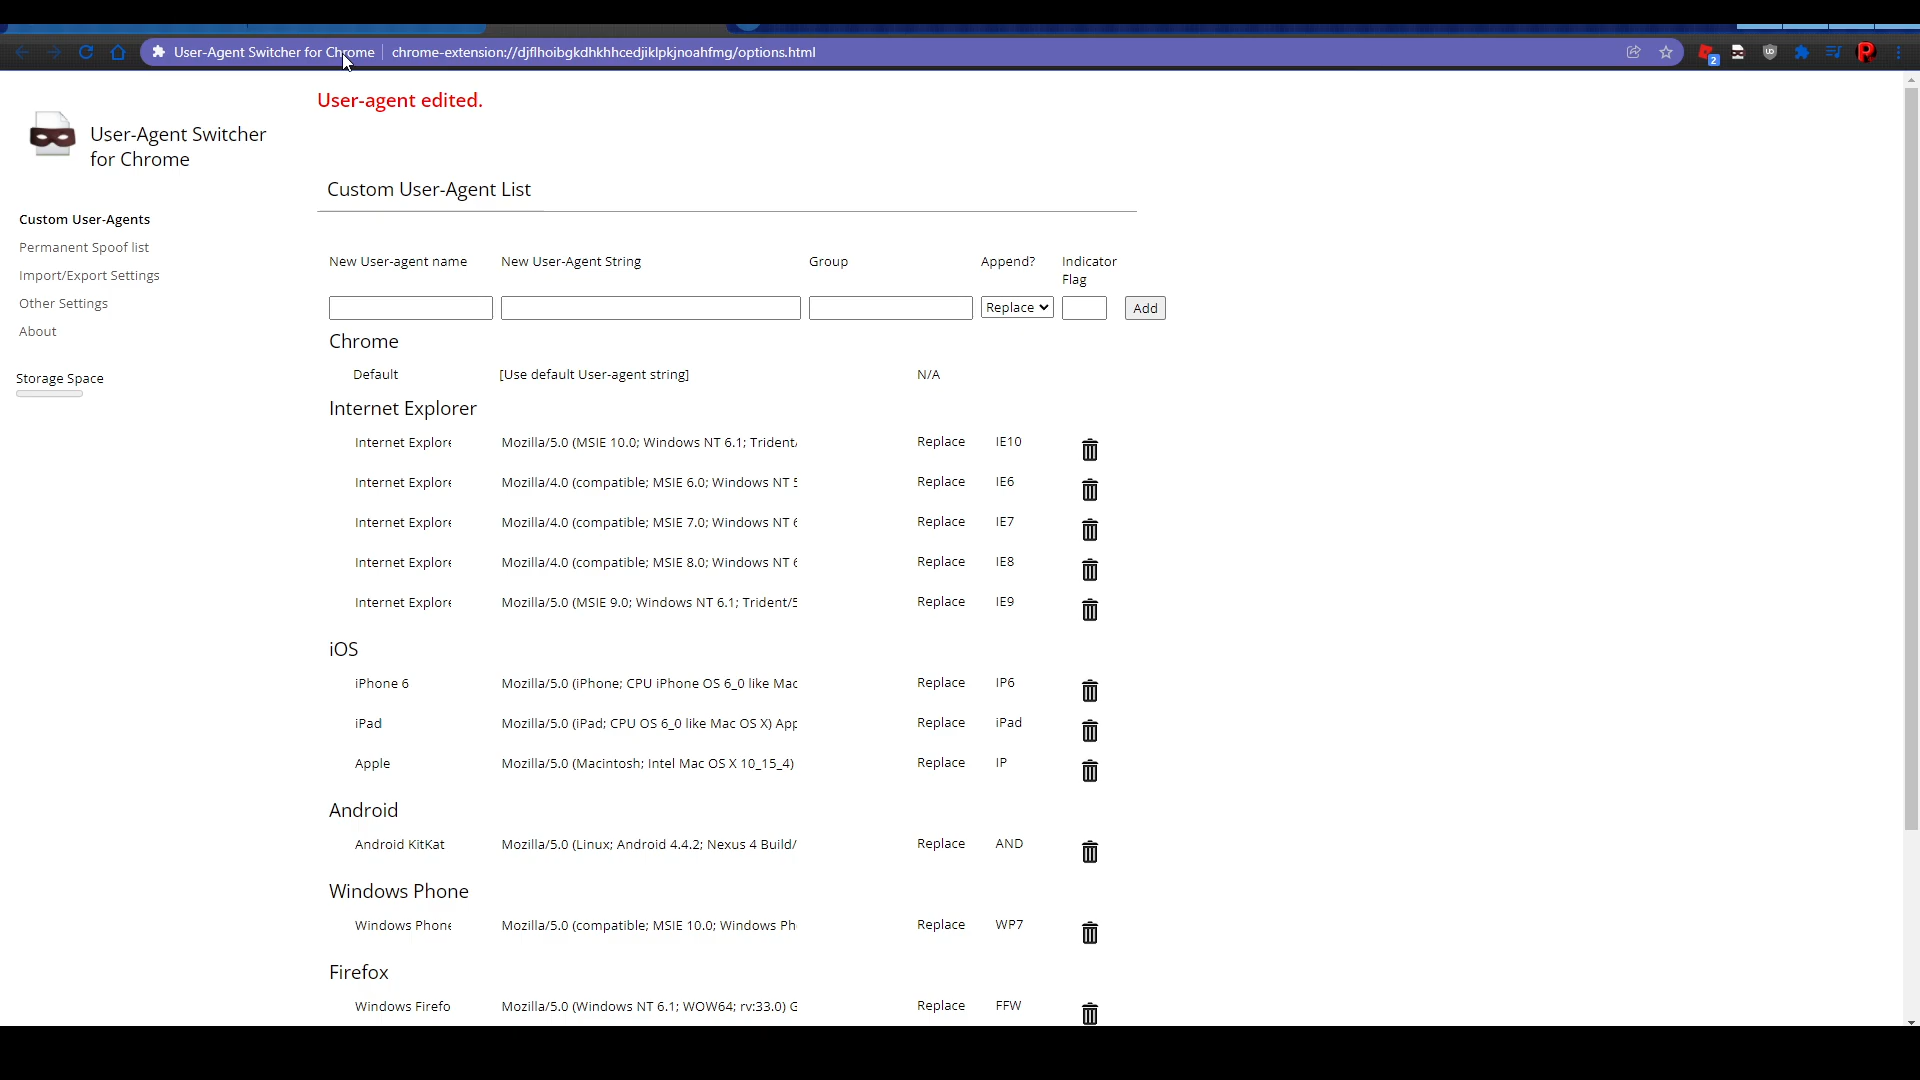 User-Agent Switcher for Chrome chrome-extension://djflhoibgkdhkhhcedjiklpkjnoahfmg/options.html
2
UD
User-agent edited.
User-Agent Switcher
for Chrome
Custom User-Agents
Permanent Spoof list
Import/Export Settings
Other Settings
About
Storage Space
Custom User-Agent List
New User-agent name New User-Agent String Group Append? Indicator
Flag
Replace Add
Chrome
Default [Use default User-agent string] N/A
Internet Explorer
Internet Explore Mozilla/5.0 (MSIE 10.0; Windows NT 6.1; Trident/ Replace IE10
Internet Explore Mozilla/4.0 (compatible; MSIE 6.0; Windows NT 5 Replace IE6
Internet Explore Mozilla/4.0 (compatible; MSIE 7.0; Windows NT 6 Replace IE7
Internet Explore Mozilla/4.0 (compatible; MSIE 8.0; Windows NT 6 Replace IE8
Internet Explore Mozilla/5.0 (MSIE 9.0; Windows NT 6.1; Trident/5 Replace IE9
iOS
iPhone 6 Mozilla/5.0 (iPhone; CPU iPhone OS 6_0 like Mac Replace IP6
iPad Mozilla/5.0 (iPad; CPU OS 6_0 like Mac OS X) App Replace iPad
Apple Mozilla/5.0 (Macintosh; Intel Mac OS X 10_15_4) Replace IP
Android
Android KitKat Mozilla/5.0 (Linux; Android 4.4.2; Nexus 4 Build/ Replace AND
Windows Phone
Windows Phone Mozilla/5.0 (compatible; MSIE 10.0; Windows Ph Replace WP7
Firefox
Windows Firefo Mozilla/5.0 (Windows NT 6.1; WOW64; rv:33.0) G Replace FFW